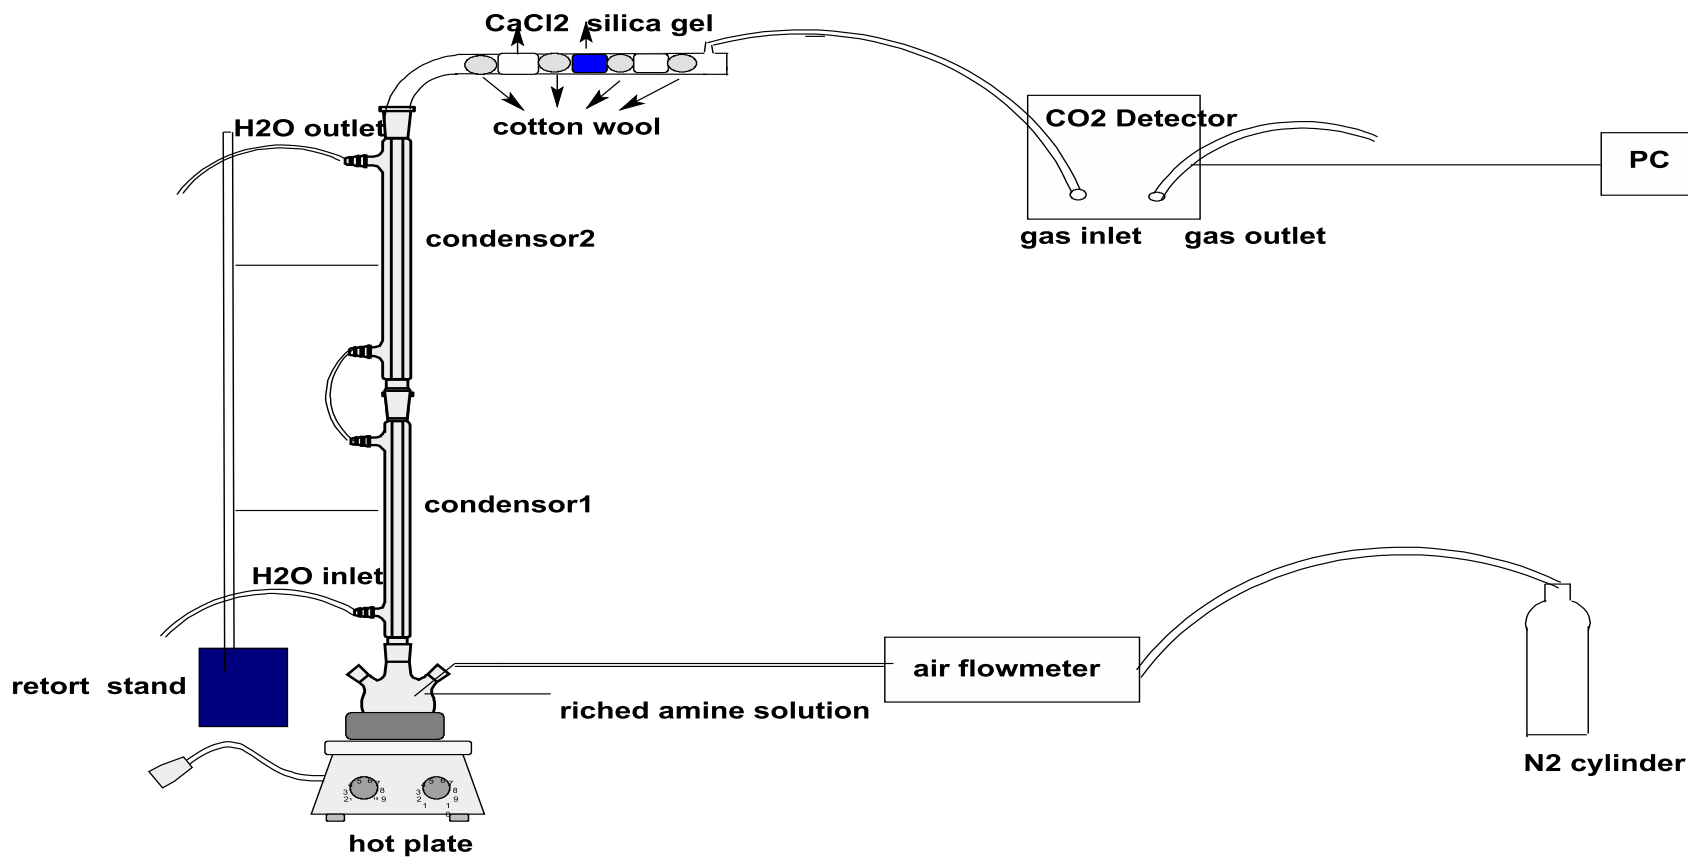 CaCl2 silica gel
H2O outlet
cotton wool
CO2 Detector
PC
condensor2
gas inlet
gas outlet
condensor1
H2O inlet
retort stand
air flowmeter
riched amine solution
N2 cylinder
hot plate